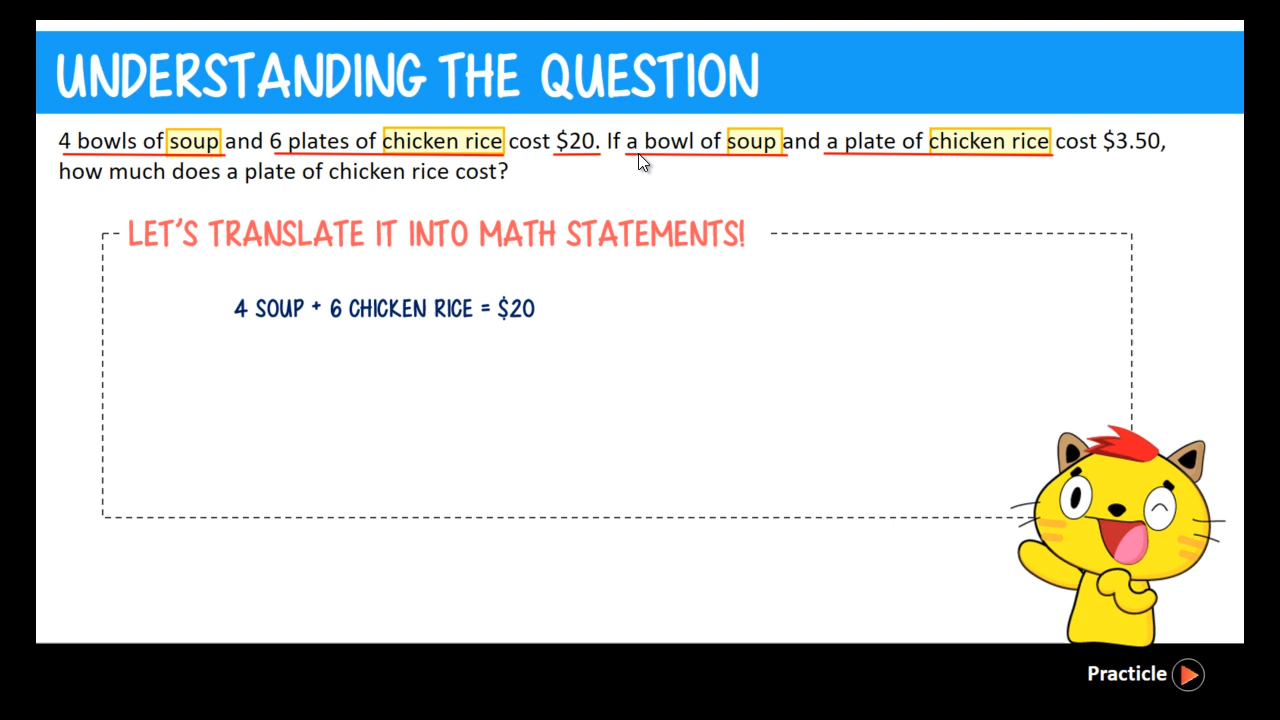 UNDERSTANDING THE QUESTION
4 bowls of soup and 6 plates of chicken rice cost $20. If a bowl of soup and a plate of chicken rice cost $3.50,
how much does a plate of chicken rice cost?
LET'S TRANSLATE IT INTO MATH STATEMENTS!
4 SOUP + 6 CHICKEN RICE = $20
Practicle